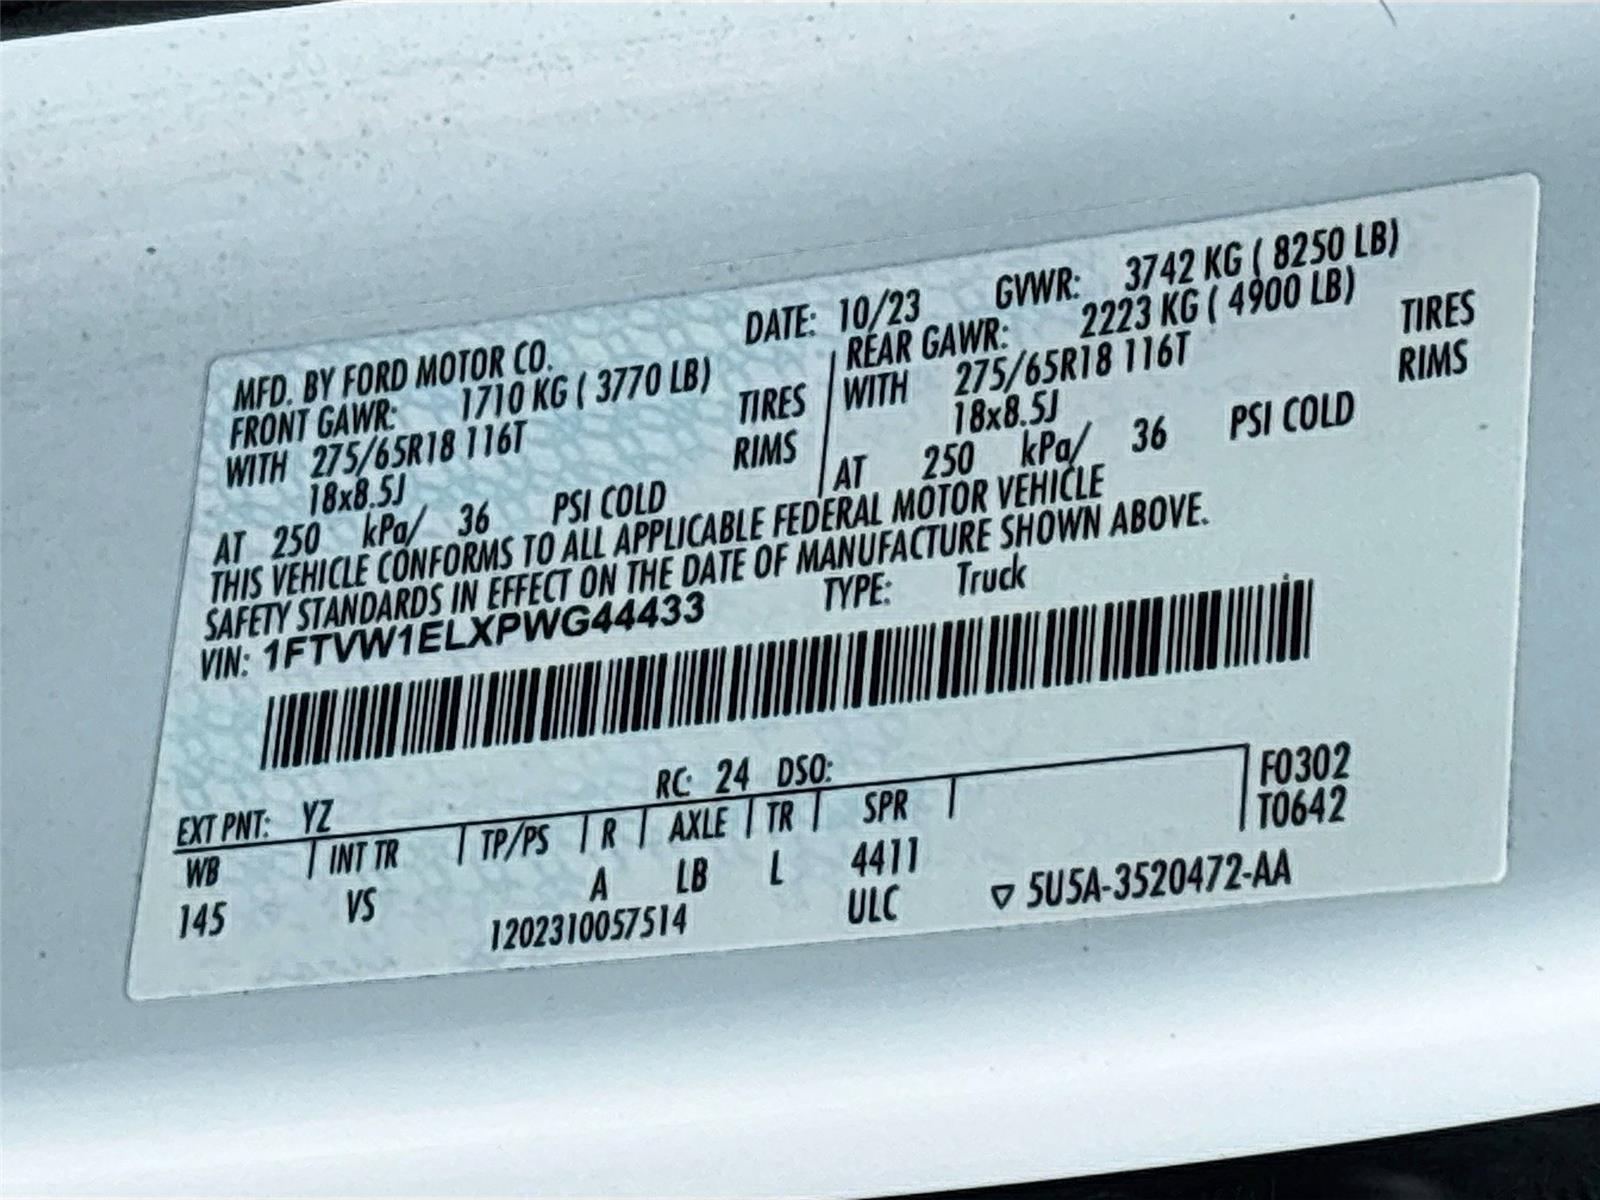 MFD. BY FORD MOTOR CO.
DATE: 10/23 GVWR: 3742 KG ( 8250 LB)
FRONT GAWR: 1710 KG ( 3770 LB)
WITH 275/65R18 116T TIRES
18x8.5J RIMS
AT 250 kPa/ 36 PSI COLD
REAR GAWR: 2223 KG ( 4900 LB)
WITH 275/65R18 116T TIRES
18x8.5J RIMS
AT 250 kPa/ 36 PSI COLD
THIS VEHICLE CONFORMS TO ALL APPLICABLE FEDERAL MOTOR VEHICLE
SAFETY STANDARDS IN EFFECT ON THE DATE OF MANUFACTURE SHOWN ABOVE.
VIN: 1FTVW1ELXPWG44433 TYPE: Truck
EXT PNT: YZ RC: 24 DSO: F0302
WB INT TR TP/PS R AXLE TR SPR T0642
145 VS A LB L 4411
1202310057514 ULC ▽ 5U5A-3520472-AA